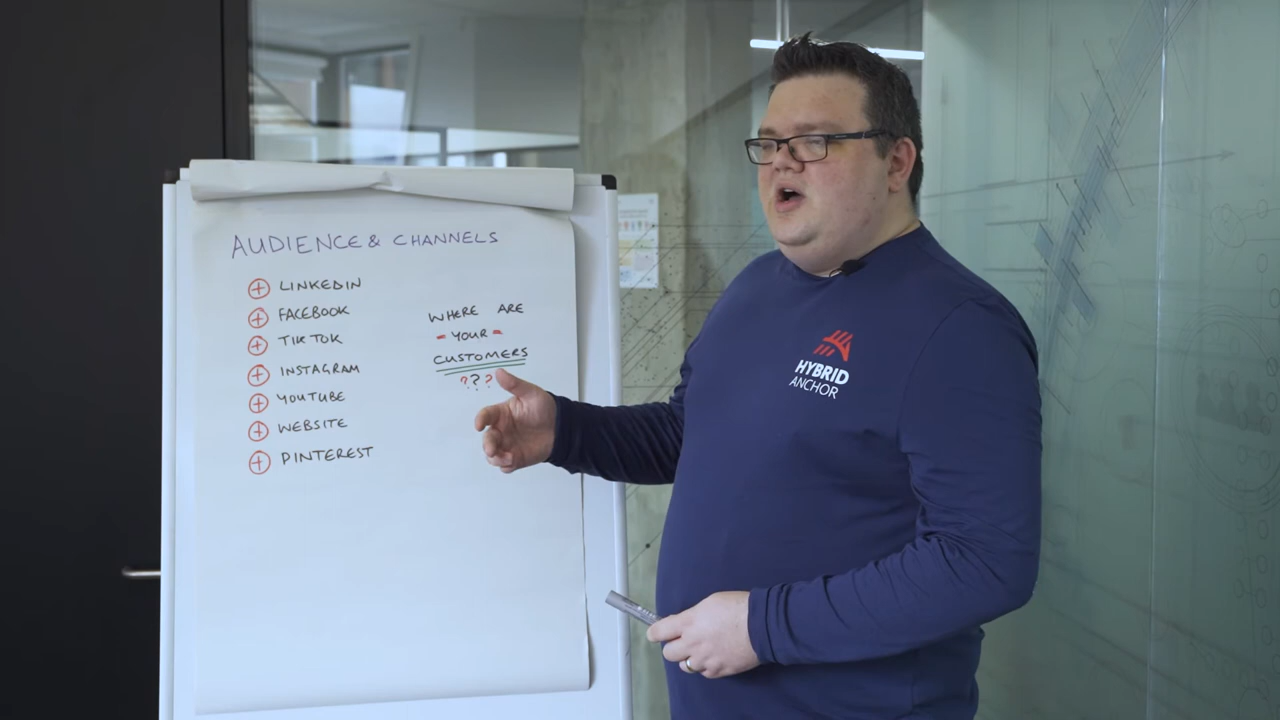 AUDIENCE & CHANNELS
LINKEDIN
FACEBOOK
TIKTOK
INSTAGRAM
YOUTUBE
WEBSITE
PINTEREST
WHERE ARE
- YOUR -
CUSTOMERS
???
HYBRID
ANCHOR